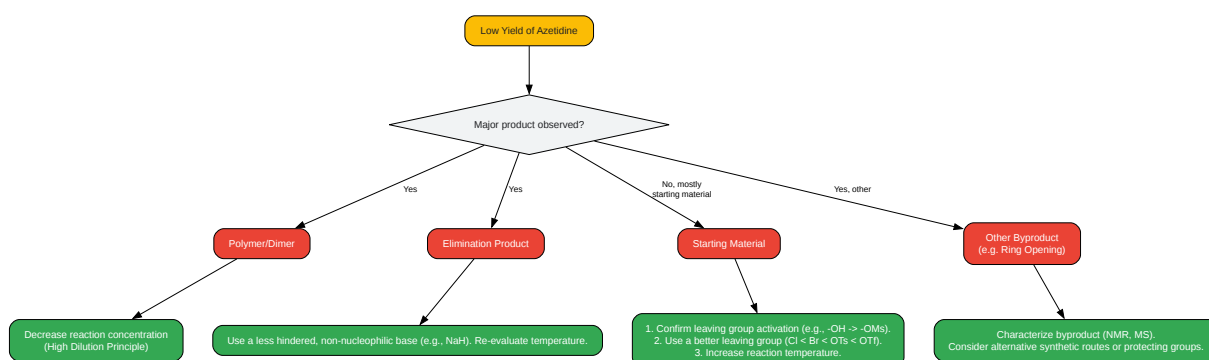 Low Yield of Azetidine
Major product observed?
Yes
Yes
No, mostly
starting material
Yes, other
Polymer/Dimer
Elimination Product
Starting Material
Other Byproduct
(e.g. Ring Opening)
Decrease reaction concentration
(High Dilution Principle)
Use a less hindered, non-nucleophilic base (e.g., NaH). Re-evaluate temperature.
1. Confirm leaving group activation (e.g., -OH -> -OMs).
2. Use a better leaving group (Cl < Br < OTs < OTf).
3. Increase reaction temperature.
Characterize byproduct (NMR, MS).
Consider alternative synthetic routes or protecting groups.